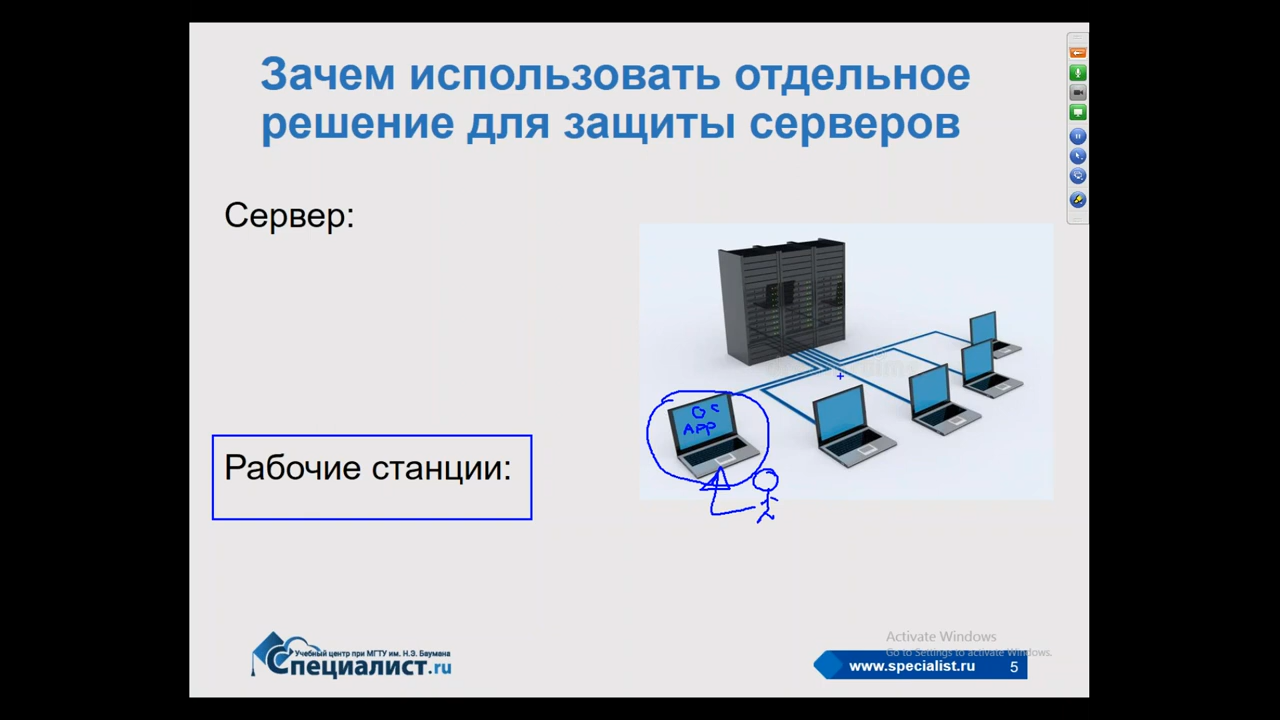 Зачем использовать отдельное
решение для защиты серверов
Сервер:
ОС
APP
Рабочие станции:
Учебный центр при МГТУ им. Н.Э. Баумана
Специалист.ru
Activate Windows
Go to Settings to activate Windows.
www.specialist.ru 5